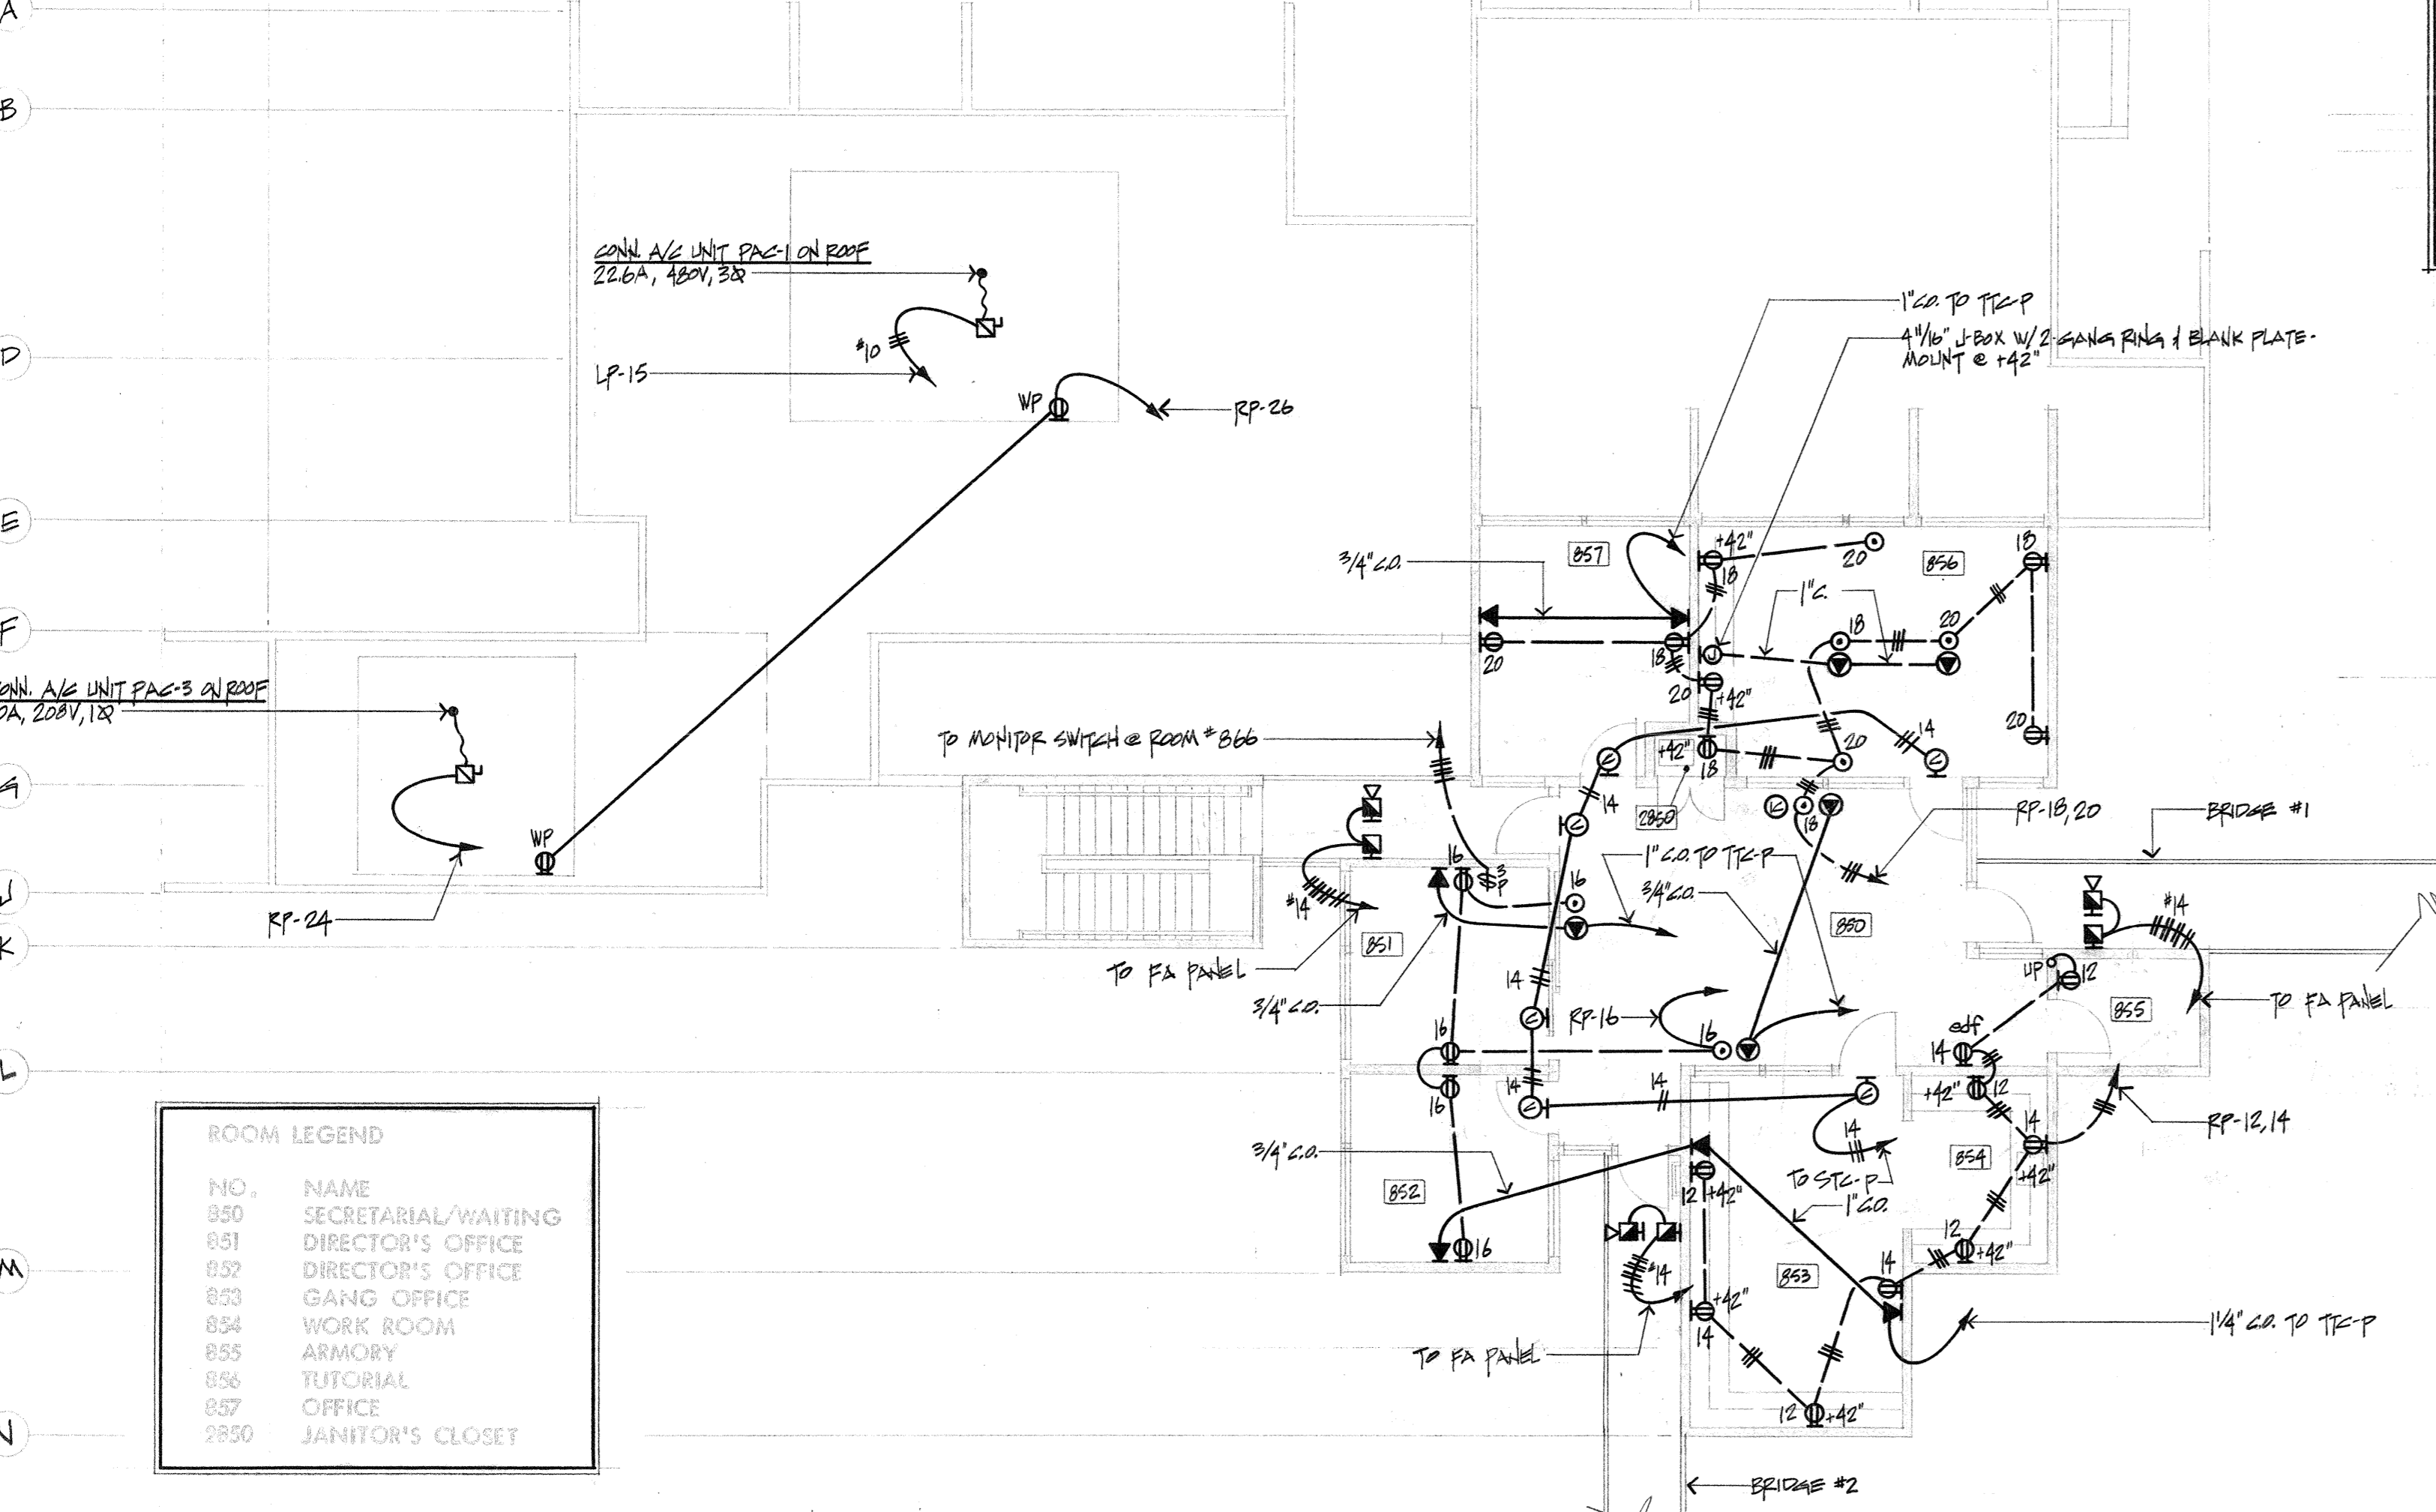 A
B
D
E
F
G
J
K
L
M
N
CONN. A/C UNIT PAC-1 ON ROOF
22.6A, 480V, 3Ø
#10
LP-15
WP
RP-26
1"C.O. TO TTC-P
4 11/16" J-BOX W/ 2-GANG RING & BLANK PLATE-
MOUNT @ +42"
3/4" C.O.
857
+42"
18
20
856
18
1"C.
18
20
20
18
J
20
+42"
20
CONN. A/C UNIT PAC-3 ON ROOF
208V, 1Ø
TO MONITOR SWITCH @ ROOM #866
+42"
18
20
14
14
2850
18
RP-18, 20
BRIDGE #1
WP
RP-24
16
3
P
16
1" C.O. TO TTC-P
3/4" C.O.
#14
851
850
#14
TO FA PANEL
14
UP
12
3/4" C.O.
RP-16
16
16
edf
14
855
TO FA PANEL
16
14
14
+42"
12
RP-12, 14
14
14
854
+42"
3/4" C.O.
852
12
+42"
TO STC-P
1" C.O.
12
+42"
16
#14
853
14
+42"
14
1 1/4" C.O. TO TTC-P
TO FA PANEL
12
+42"
BRIDGE #2
ROOM LEGEND
NO. NAME
850 SECRETARIAL/WAITING
851 DIRECTOR'S OFFICE
852 DIRECTOR'S OFFICE
853 GANG OFFICE
854 WORK ROOM
855 ARMORY
856 TUTORIAL
857 OFFICE
2850 JANITOR'S CLOSET